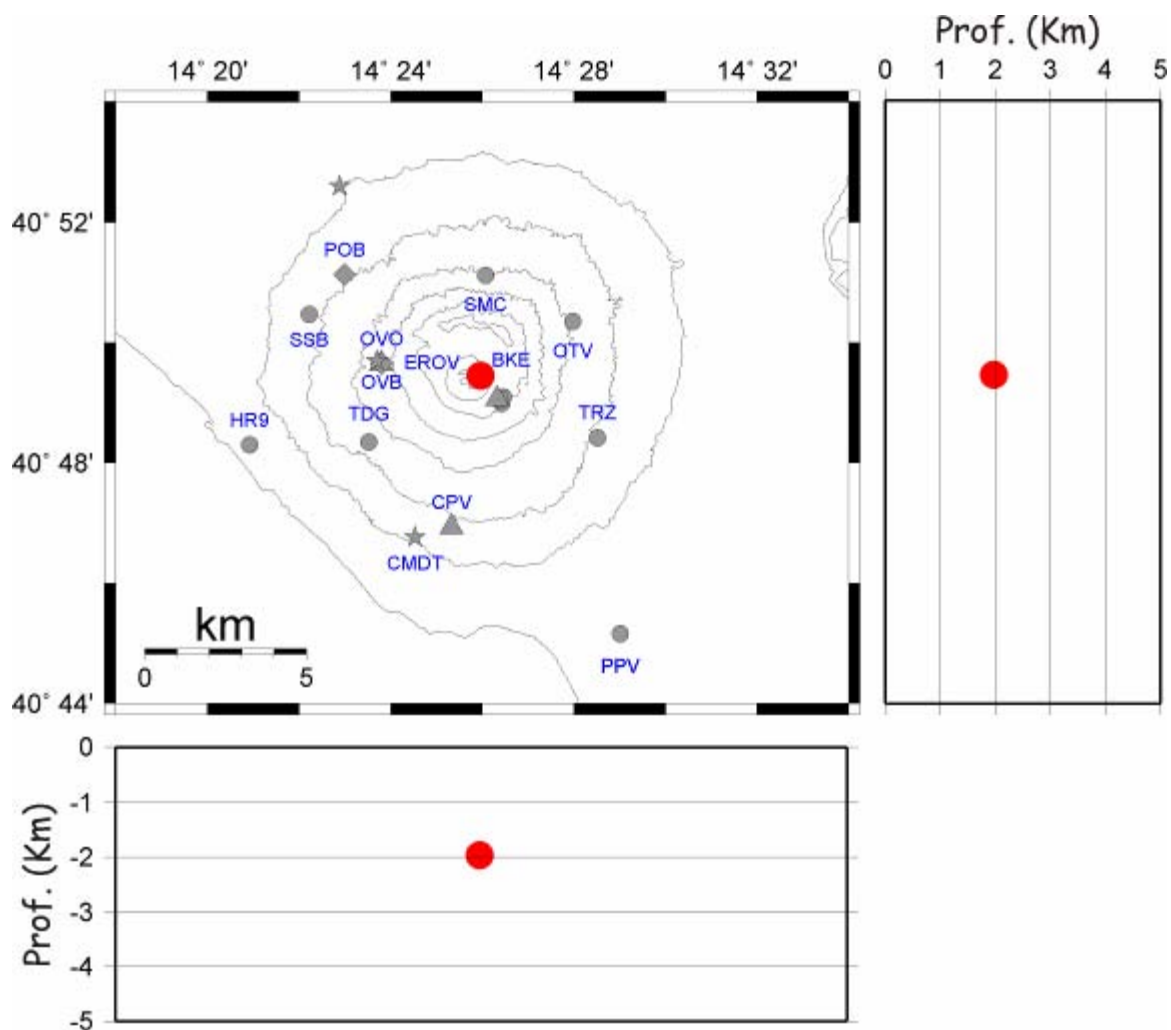 Prof. (Km)
14° 20' 14° 24' 14° 28' 14° 32'
0 1 2 3 4 5
40° 52'
POB
SMC
SSB
OVO
OTV
EROV
BKE
OVB
HR9
TDG
TRZ
40° 48'
CPV
CMDT
km
0 5
PPV
40° 44'
Prof. (Km)
0
-1
-2
-3
-4
-5